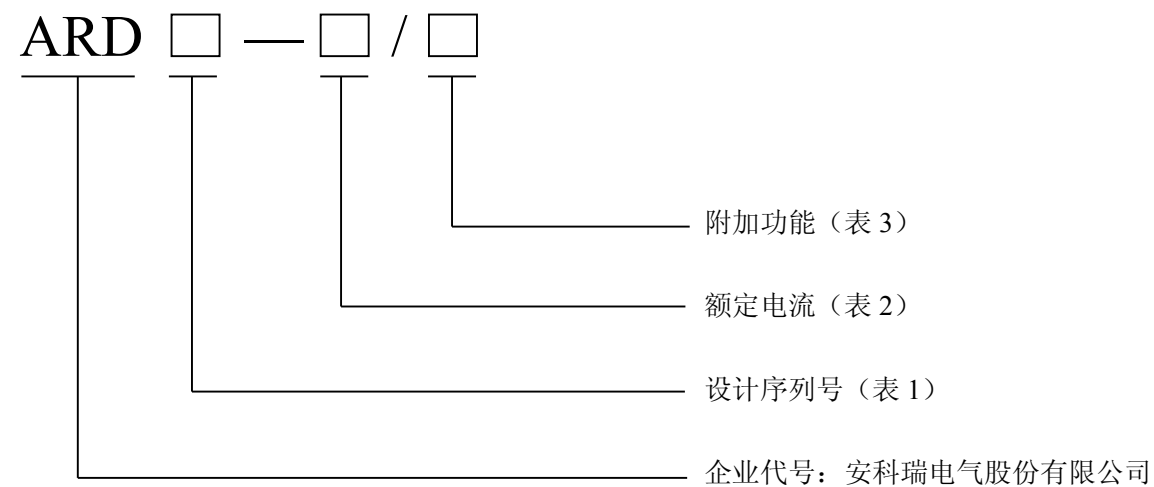 ARD □ — □ / □
附加功能（表 3）
额定电流（表 2）
设计序列号（表 1）
企业代号：安科瑞电气股份有限公司